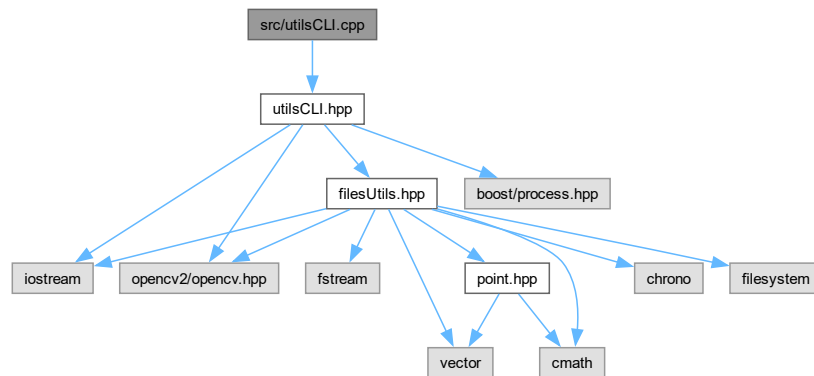 src/utilsCLI.cpp
utilsCLI.hpp
filesUtils.hpp
boost/process.hpp
iostream
opencv2/opencv.hpp
fstream
point.hpp
chrono
filesystem
vector
cmath